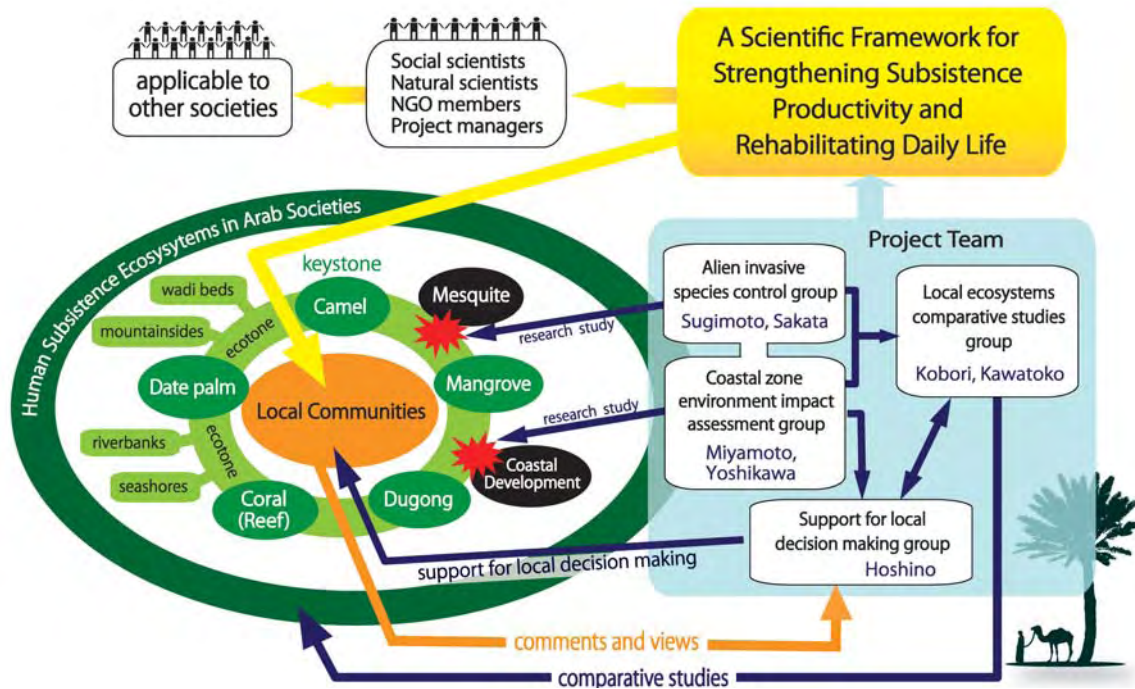 applicable to
other societies
Social scientists
Natural scientists
NGO members
Project managers
A Scientific Framework for
Strengthening Subsistence
Productivity and
Rehabilitating Daily Life
Human Subsistence Ecosysytems in Arab Societies
keystone
Camel
Mesquite
wadi beds
mountainsides
ecotone
Date palm
Local Communities
Mangrove
riverbanks
seashores
ecotone
Coral
(Reef)
Dugong
Coastal
Development
research study
research study
Project Team
Alien invasive
species control group
Sugimoto, Sakata
Local ecosystems
comparative studies
group
Kobori, Kawatoko
Coastal zone
environment impact
assessment group
Miyamoto,
Yoshikawa
Support for local
decision making group
Hoshino
support for local decision making
comments and views
comparative studies